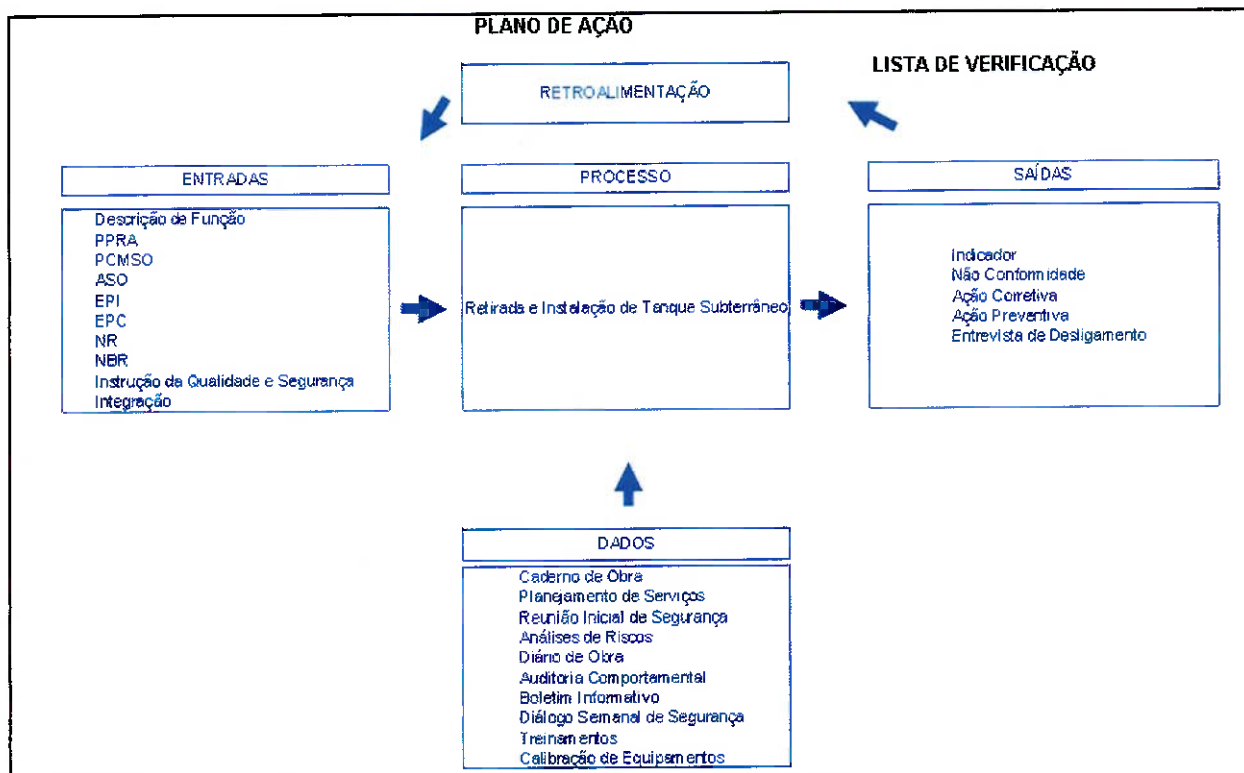 PLANO DE AÇÃO
LISTA DE VERIFICAÇÃO
RETROALIMENTAÇÃO
ENTRADAS
Descrição de Função
PPRA
PCMSO
ASO
EPI
EPC
NR
NBR
Instrução da Qualidade e Segurança
Integração
PROCESSO
Retirada e Instalação de Tanque Subterrâneo
SAÍDAS
Indicador
Não Conformidade
Ação Corretiva
Ação Preventiva
Entrevista de Desligamento
DADOS
Caderno de Obra
Planejamento de Serviços
Reunião Inicial de Segurança
Análises de Riscos
Diário de Obra
Auditoria Comportamental
Boletim Informativo
Diálogo Semanal de Segurança
Treinamentos
Calibração de Equipamentos